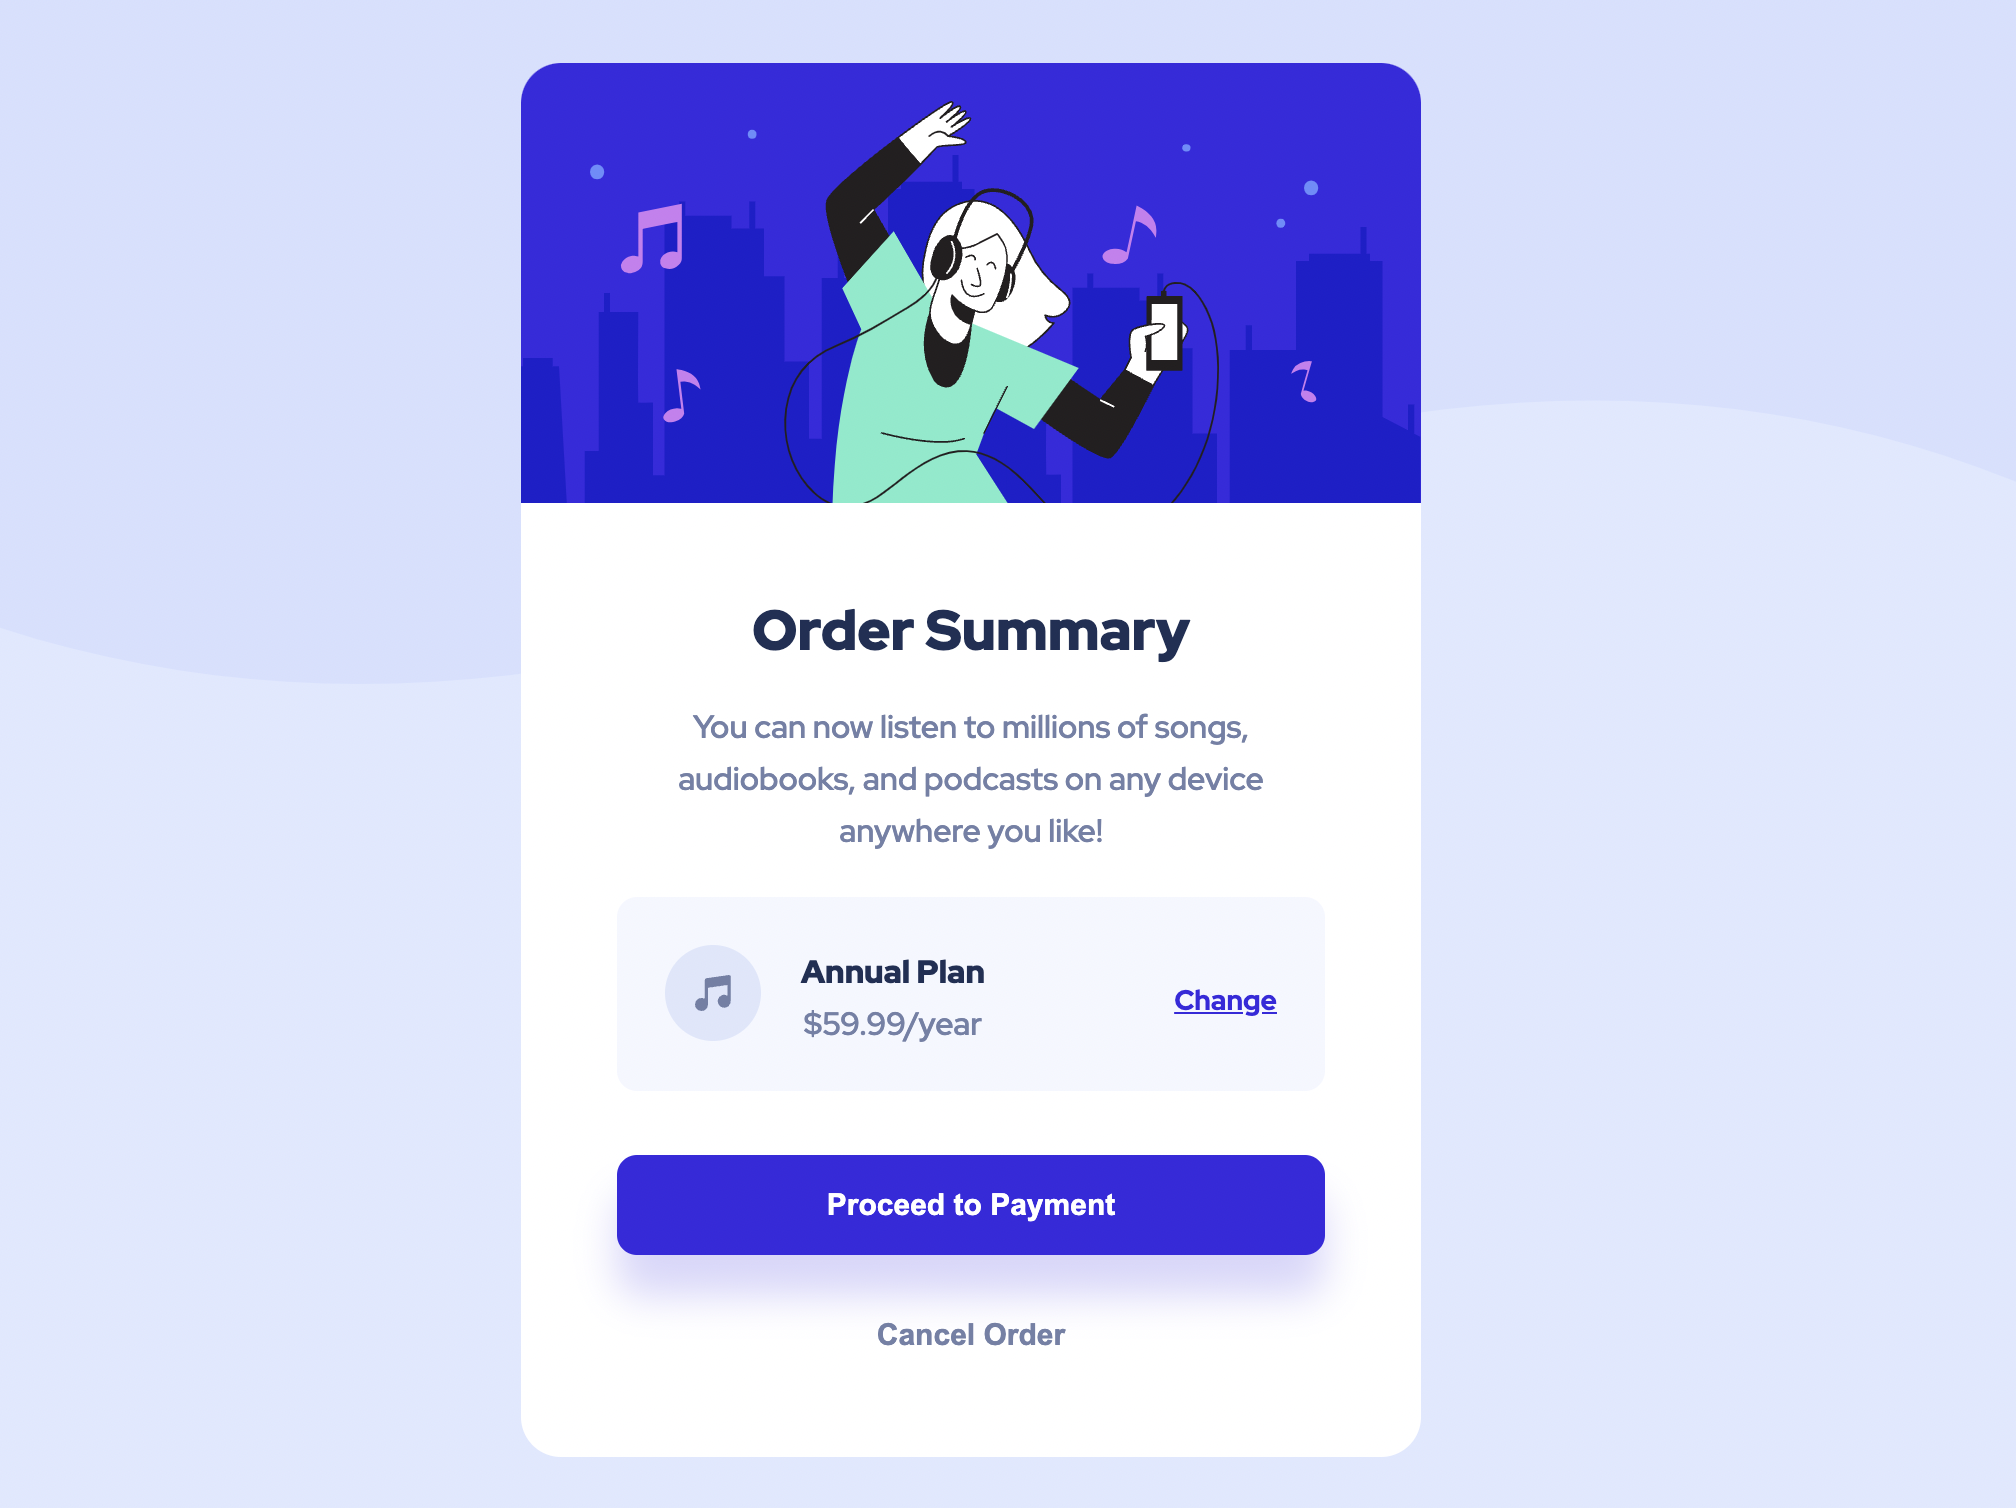 Order Summary
You can now listen to millions of songs,
audiobooks, and podcasts on any device
anywhere you like!
Annual Plan
$59.99/year
Change
Proceed to Payment
Cancel Order